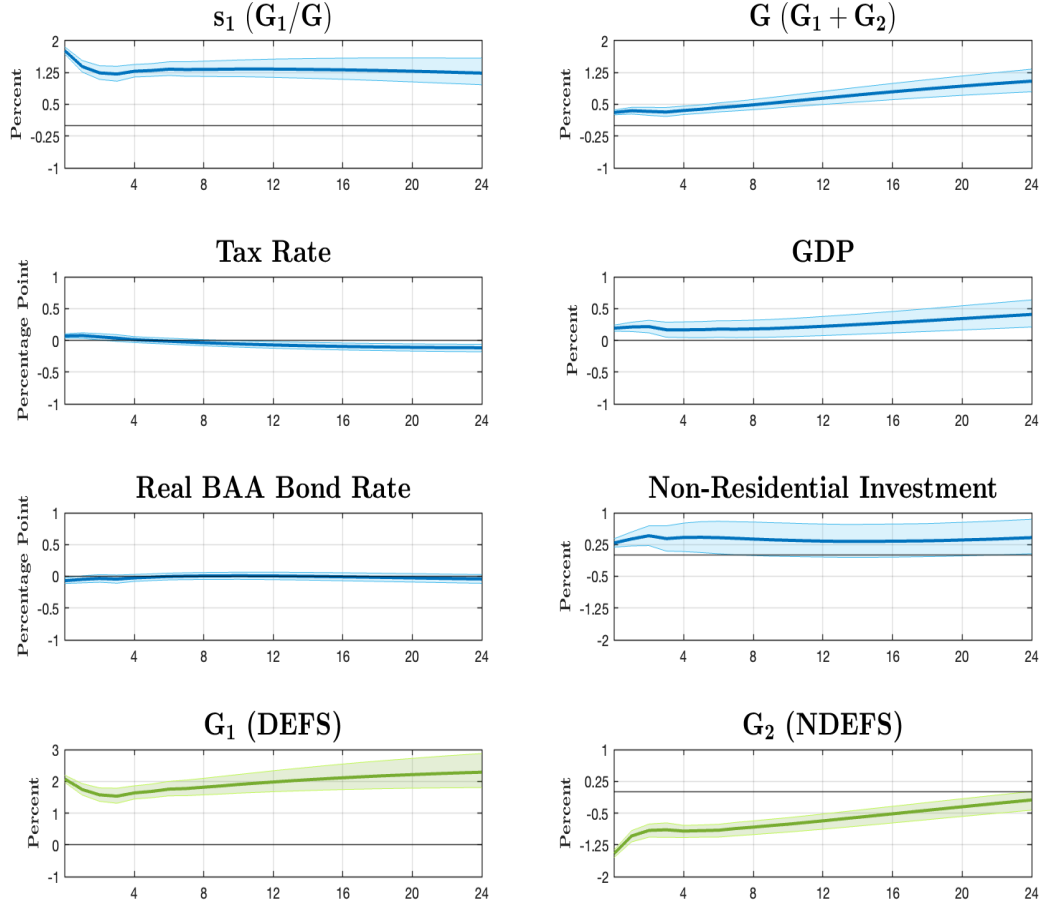 s₁ (G₁/G)
Percent
2
1.25
0.5
-0.25
-1
4 8 12 16 20 24
G (G₁ + G₂)
Percent
2
1.25
0.5
-0.25
-1
4 8 12 16 20 24
Tax Rate
Percentage Point
1
0.5
0
-0.5
-1
4 8 12 16 20 24
GDP
Percent
1
0.5
0
-0.5
-1
4 8 12 16 20 24
Real BAA Bond Rate
Percentage Point
1
0.5
0
-0.5
-1
4 8 12 16 20 24
Non-Residential Investment
Percent
1
0.25
-0.5
-1.25
-2
4 8 12 16 20 24
G₁ (DEFS)
Percent
3
2
1
0
-1
4 8 12 16 20 24
G₂ (NDEFS)
Percent
1
0.25
-0.5
-1.25
-2
4 8 12 16 20 24